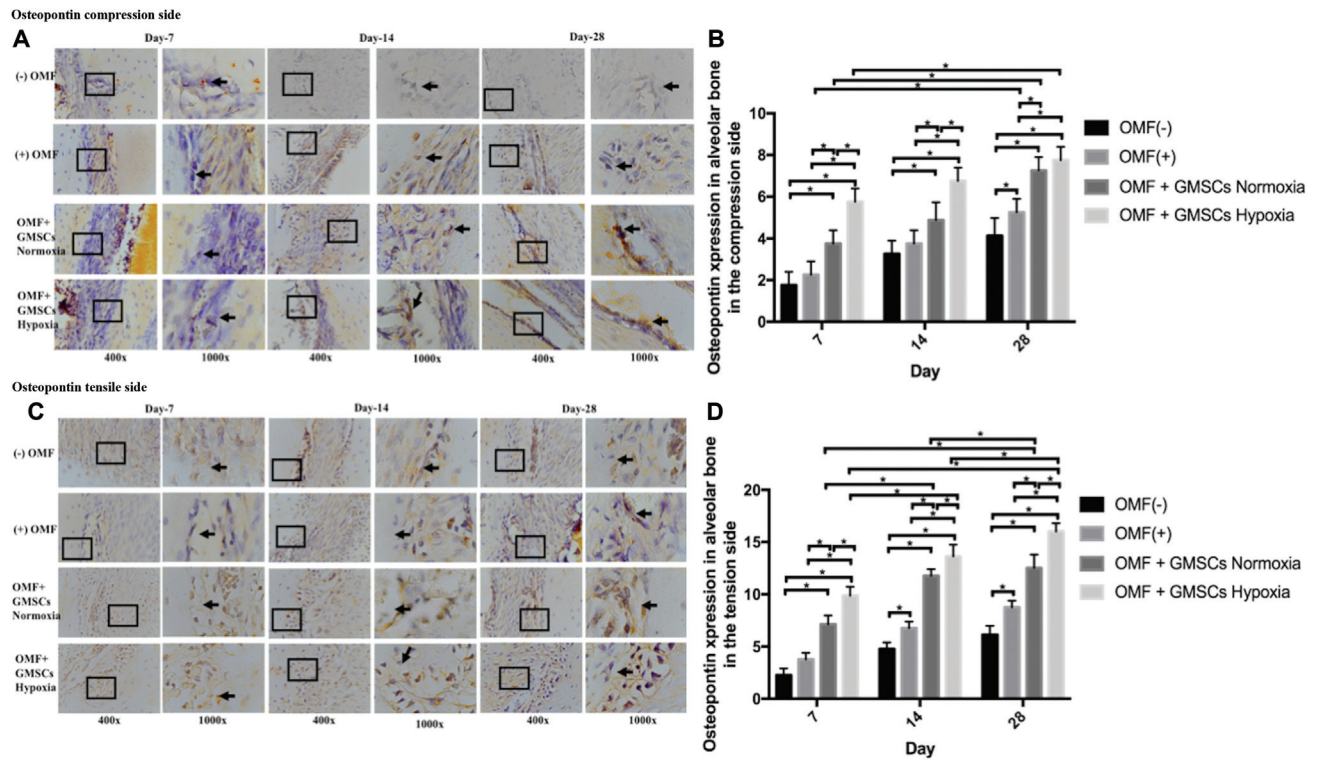 Osteopontin compression side
A
Day-7 Day-14 Day-28
(-) OMF
(+) OMF
OMF+
GMSCs
Normoxia
OMF+
GMSCs
Hypoxia
400x 1000x 400x 1000x 400x 1000x
B
Osteopontin xpression in alveolar bone
in the compression side
10
8
6
4
2
0
* * *
* * * *
* * * *
* * * *
* * * *
* * *
7 14 28
Day
OMF(-)
OMF(+)
OMF + GMSCs Normoxia
OMF + GMSCs Hypoxia
Osteopontin tensile side
C
Day-7 Day-14 Day-28
(-) OMF
(+) OMF
OMF+
GMSCs
Normoxia
OMF+
GMSCs
Hypoxia
400x 1000x 400x 1000x 400x 1000x
D
Osteopontin xpression in alveolar bone
in the tension side
20
15
10
5
0
7 14 28
Day
OMF(-)
OMF(+)
OMF + GMSCs Normoxia
OMF + GMSCs Hypoxia